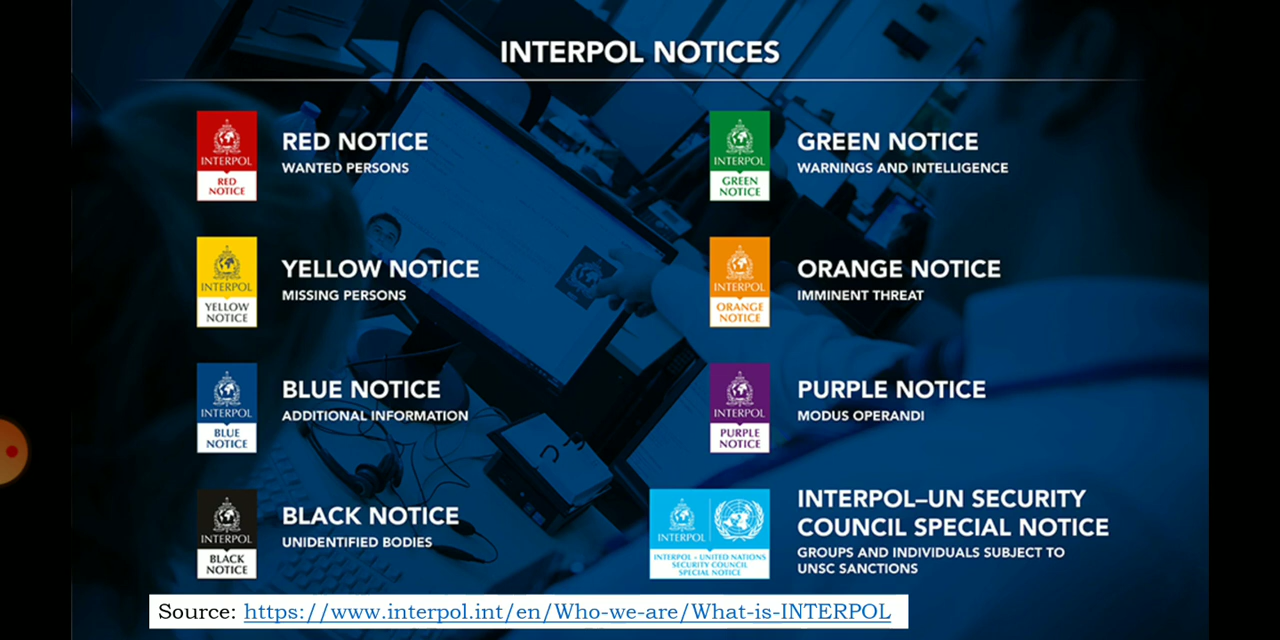 INTERPOL NOTICES
INTERPOL
RED
NOTICE
RED NOTICE
WANTED PERSONS
INTERPOL
GREEN
NOTICE
GREEN NOTICE
WARNINGS AND INTELLIGENCE
INTERPOL
YELLOW
NOTICE
YELLOW NOTICE
MISSING PERSONS
INTERPOL
ORANGE
NOTICE
ORANGE NOTICE
IMMINENT THREAT
INTERPOL
BLUE
NOTICE
BLUE NOTICE
ADDITIONAL INFORMATION
INTERPOL
PURPLE
NOTICE
PURPLE NOTICE
MODUS OPERANDI
INTERPOL
BLACK
NOTICE
BLACK NOTICE
UNIDENTIFIED BODIES
INTERPOL
INTERPOL – UNITED NATIONS
SECURITY COUNCIL
SPECIAL NOTICE
INTERPOL–UN SECURITY
COUNCIL SPECIAL NOTICE
GROUPS AND INDIVIDUALS SUBJECT TO
UNSC SANCTIONS
Source: https://www.interpol.int/en/Who-we-are/What-is-INTERPOL